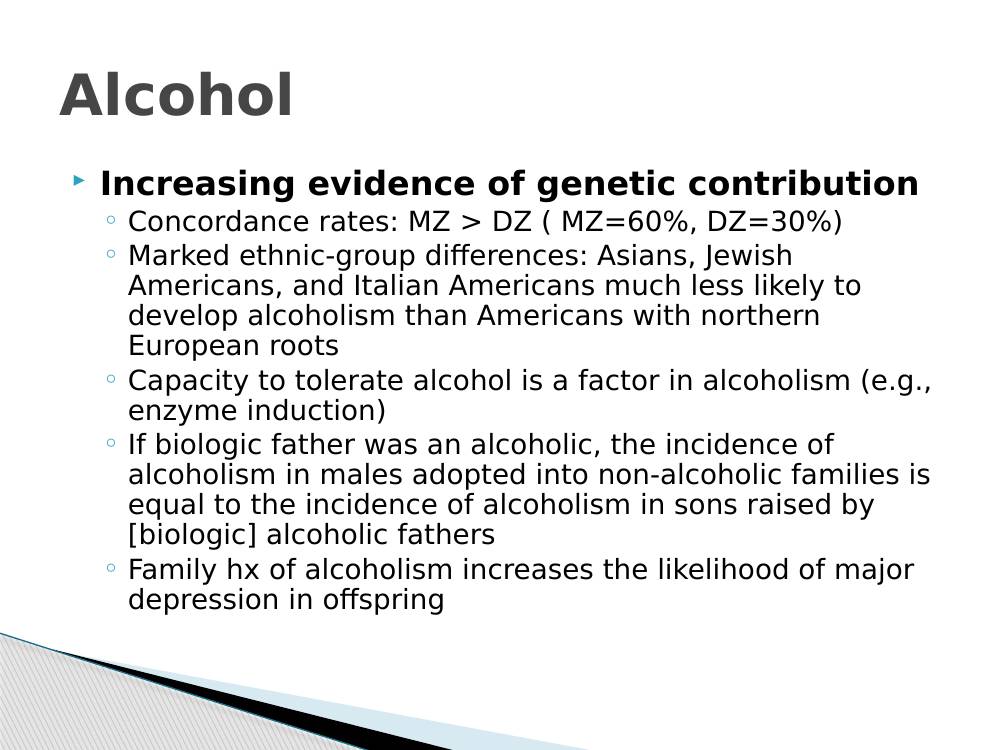 Alcohol
Increasing evidence of genetic contribution
Concordance rates: MZ > DZ ( MZ=60%, DZ=30%)
Marked ethnic-group differences: Asians, Jewish
Americans, and Italian Americans much less likely to
develop alcoholism than Americans with northern
European roots
Capacity to tolerate alcohol is a factor in alcoholism (e.g.,
enzyme induction)
If biologic father was an alcoholic, the incidence of
alcoholism in males adopted into non-alcoholic families is
equal to the incidence of alcoholism in sons raised by
[biologic] alcoholic fathers
Family hx of alcoholism increases the likelihood of major
depression in offspring